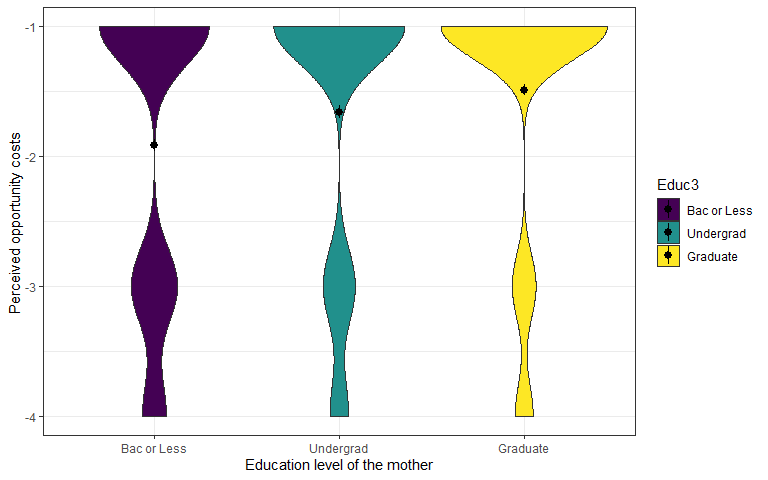 -1
-2
-3
-4
Perceived opportunity costs
Bac or Less
Undergrad
Graduate
Education level of the mother
Educ3
Bac or Less
Undergrad
Graduate